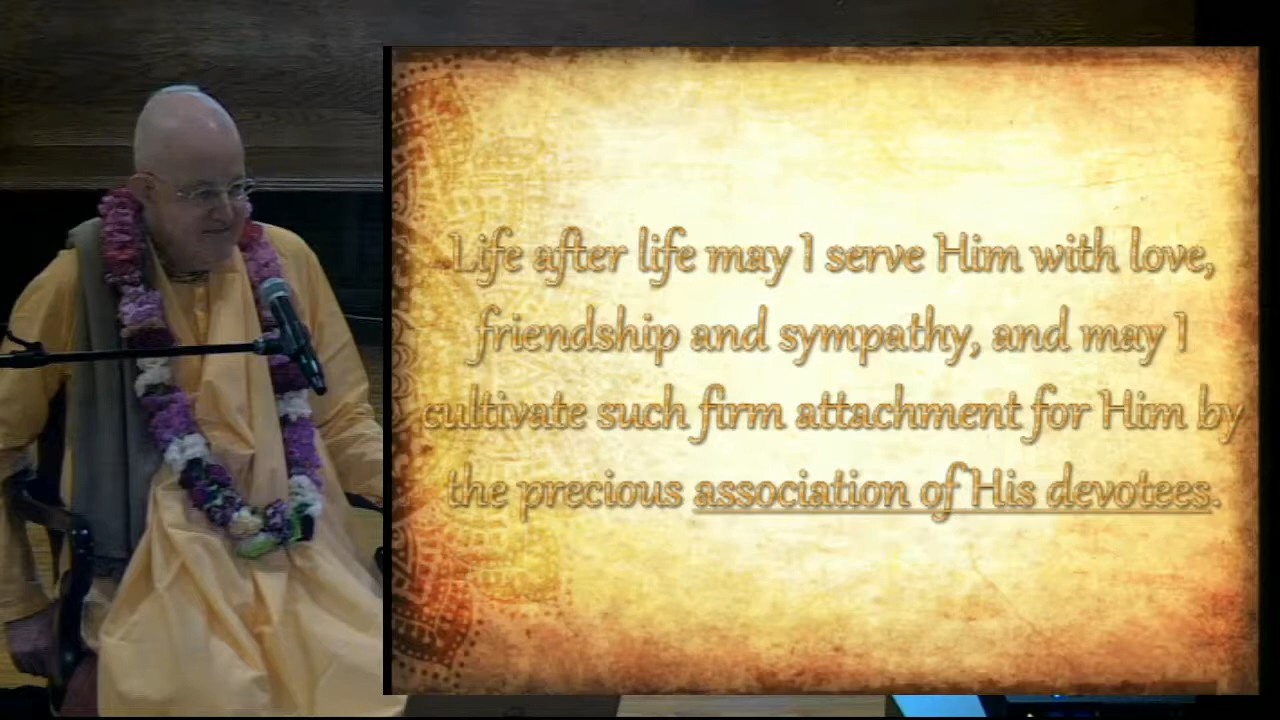 Life after life may I serve Him with love,
friendship and sympathy, and may I
cultivate such firm attachment for Him by
the precious association of His devotees.